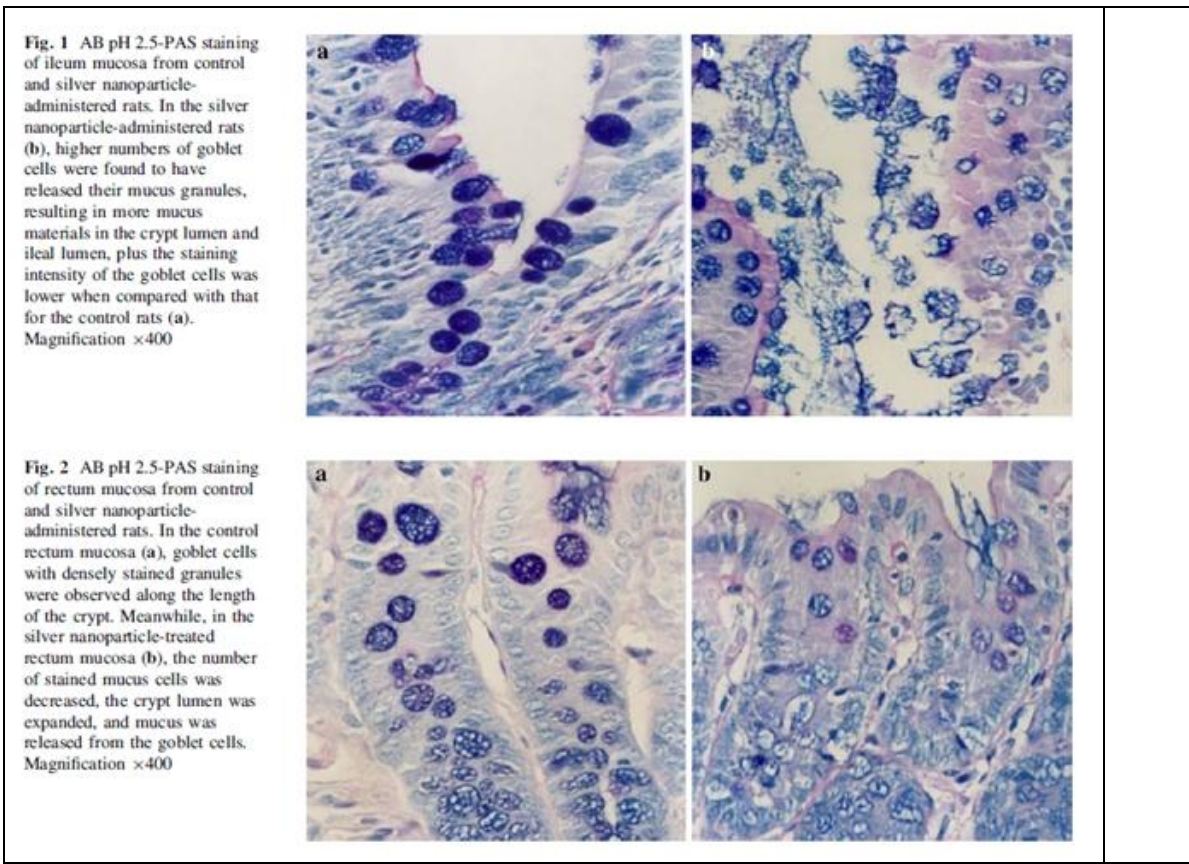 Fig. 1 AB pH 2.5-PAS staining
of ileum mucosa from control
and silver nanoparticle-
administered rats. In the silver
nanoparticle-administered rats
(b), higher numbers of goblet
cells were found to have
released their mucus granules,
resulting in more mucus
materials in the crypt lumen and
ileal lumen, plus the staining
intensity of the goblet cells was
lower when compared with that
for the control rats (a).
Magnification ×400
a
b
Fig. 2 AB pH 2.5-PAS staining
of rectum mucosa from control
and silver nanoparticle-
administered rats. In the control
rectum mucosa (a), goblet cells
with densely stained granules
were observed along the length
of the crypt. Meanwhile, in the
silver nanoparticle-treated
rectum mucosa (b), the number
of stained mucus cells was
decreased, the crypt lumen was
expanded, and mucus was
released from the goblet cells.
Magnification ×400
a
b